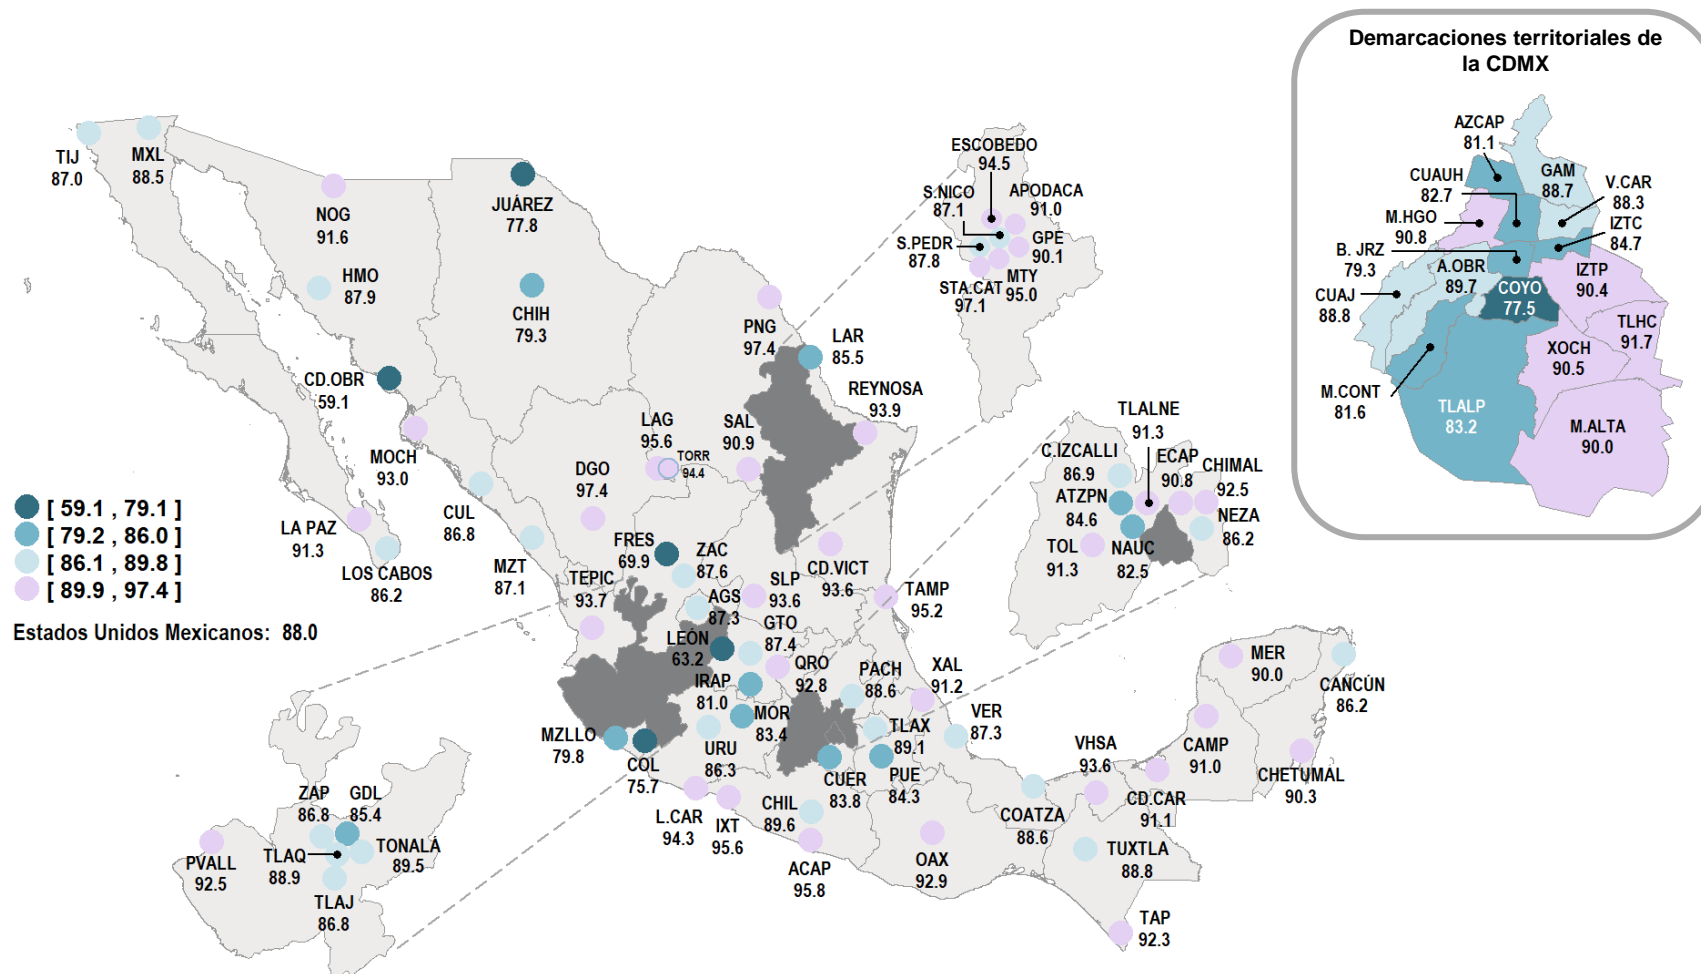 Demarcaciones territoriales de
la CDMX
AZCAP
81.1
CUAUH
82.7
GAM
88.7
V.CAR
88.3
M.HGO
90.8
IZTC
84.7
B. JRZ
79.3
A.OBR
89.7
IZTP
90.4
CUAJ
88.8
COYO
77.5
TLHC
91.7
XOCH
90.5
M.CONT
81.6
TLALP
83.2
M.ALTA
90.0
TIJ
87.0
MXL
88.5
NOG
91.6
JUÁREZ
77.8
HMO
87.9
CHIH
79.3
CD.OBR
59.1
MOCH
93.0
ESCOBEDO
94.5
S.NICO
87.1
APODACA
91.0
S.PEDR
87.8
GPE
90.1
STA.CAT
97.1
MTY
95.0
PNG
97.4
LAR
85.5
REYNOSA
93.9
LAG
95.6
TORR
94.4
SAL
90.9
DGO
97.4
CUL
86.8
LA PAZ
91.3
LOS CABOS
86.2
MZT
87.1
[ 59.1 , 79.1 ]
[ 79.2 , 86.0 ]
[ 86.1 , 89.8 ]
[ 89.9 , 97.4 ]
Estados Unidos Mexicanos: 88.0
TLALNE
91.3
C.IZCALLI
86.9
ECAP
90.8
CHIMAL
92.5
ATZPN
84.6
NEZA
86.2
TOL
91.3
NAUC
82.5
FRES
69.9
ZAC
87.6
TEPIC
93.7
AGS
87.3
SLP
93.6
CD.VICT
93.6
TAMP
95.2
LEÓN
63.2
GTO
87.4
IRAP
81.0
QRO
92.8
PACH
88.6
XAL
91.2
MZLLO
79.8
COL
75.7
URU
86.3
MOR
83.4
TLAX
89.1
VER
87.3
CUER
83.8
PUE
84.3
L.CAR
94.3
IXT
95.6
CHIL
89.6
ACAP
95.8
OAX
92.9
COATZA
88.6
VHSA
93.6
CD.CAR
91.1
CAMP
91.0
MER
90.0
CANCÚN
86.2
CHETUMAL
90.3
TUXTLA
88.8
TAP
92.3
ZAP
86.8
GDL
85.4
TONALÁ
89.5
PVALL
92.5
TLAQ
88.9
TLAJ
86.8